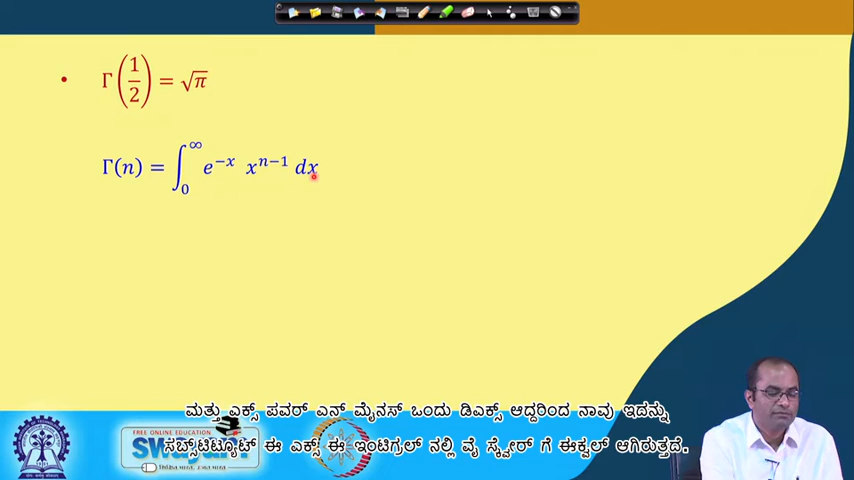 • Γ(1/2) = √π
Γ(n) = ∫₀^∞ e^{−x} x^{n−1} dx
ಮತ್ತು ಎಕ್ಸ್ ಪವರ್ ಎನ್ ಮೈನಸ್ ಒಂದು ಡಿಎಕ್ಸ್ ಆದ್ದರಿಂದ ನಾವು ಇದನ್ನು
ಸಬ್ಸ್ಟಿಟ್ಯೂಟ್ ಈ ಎಕ್ಸ್ ಈ ಇಂಟಿಗ್ರಲ್ ನಲ್ಲಿ ವೈ ಸ್ಕ್ವೇರ್ ಗೆ ಈಕ್ವಲ್ ಆಗಿರುತ್ತದೆ.
FREE ONLINE EDUCATION